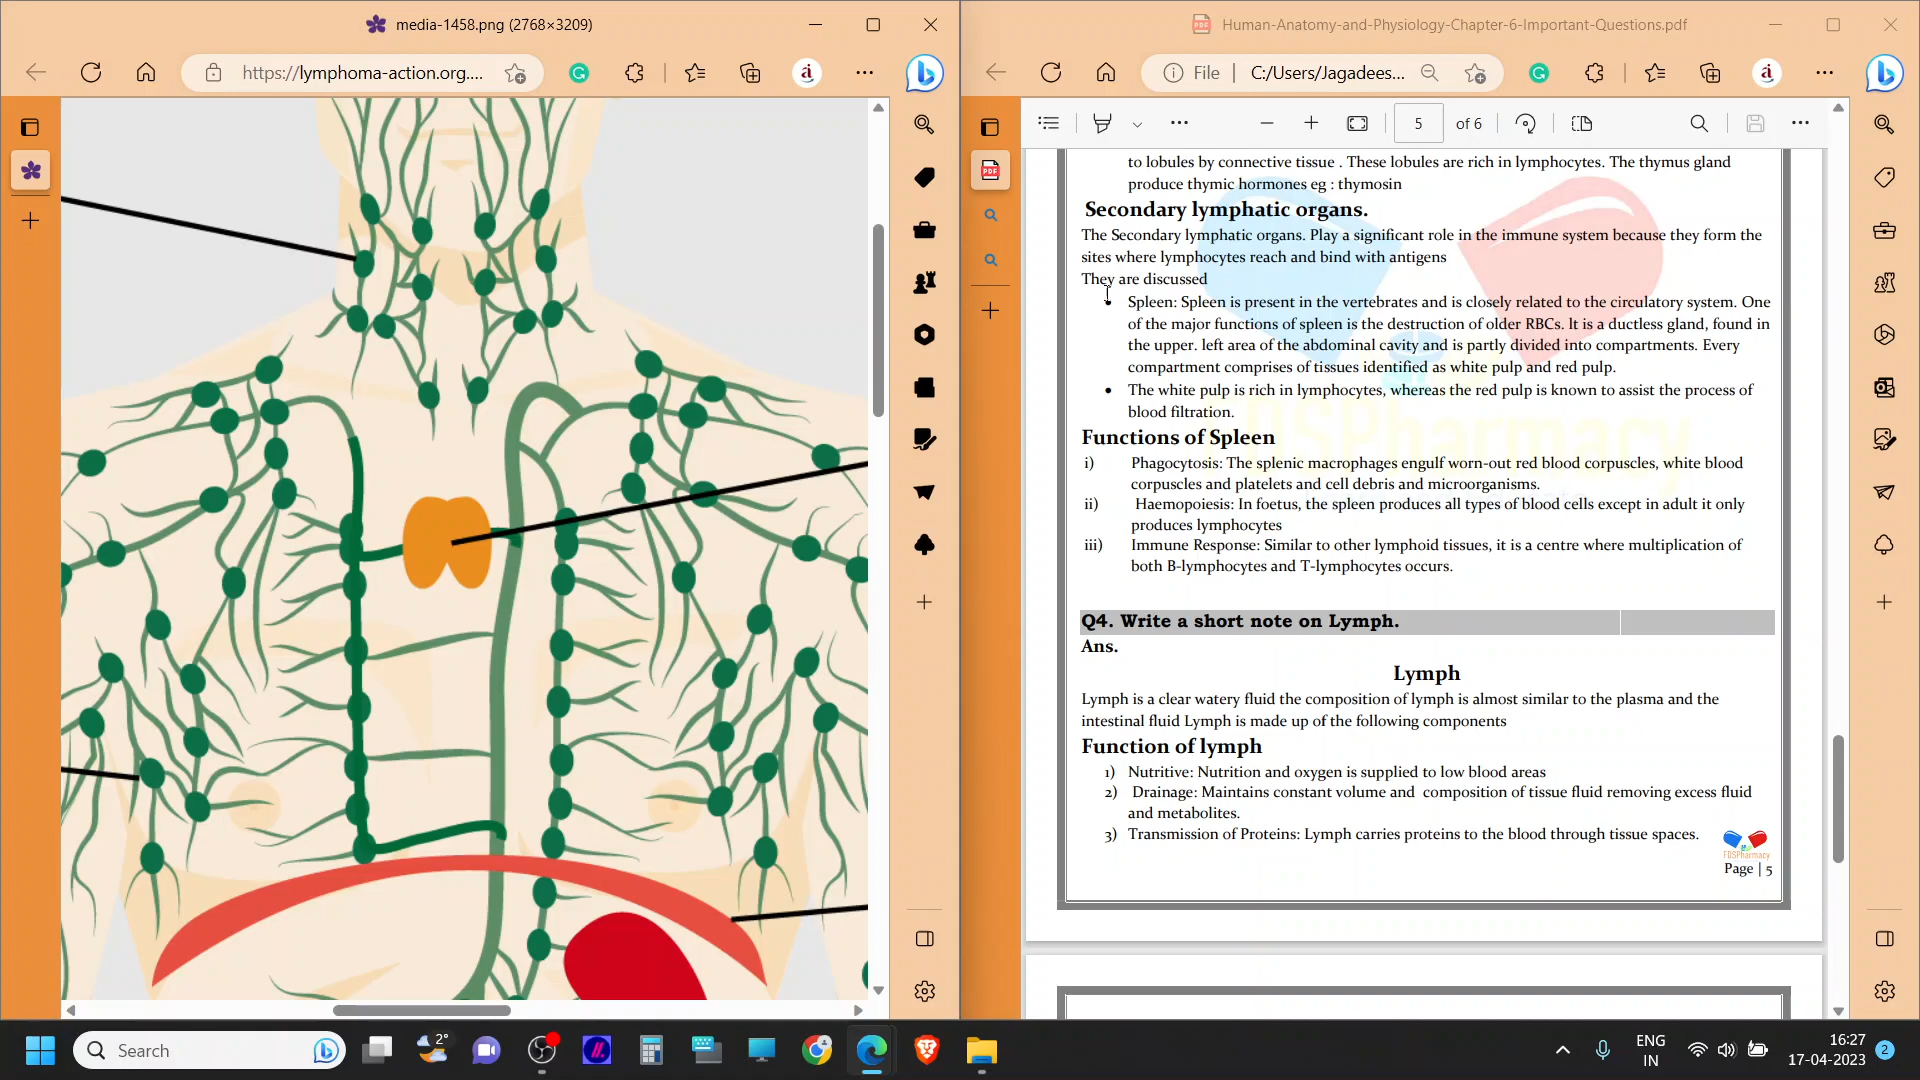 media-1458.png (2768×3209)
https://lymphoma-action.org....
Human-Anatomy-and-Physiology-Chapter-6-Important-Questions.pdf
File
C:/Users/Jagadees...
5 of 6
to lobules by connective tissue . These lobules are rich in lymphocytes. The thymus gland
produce thymic hormones eg : thymosin
Secondary lymphatic organs.
The Secondary lymphatic organs. Play a significant role in the immune system because they form the
sites where lymphocytes reach and bind with antigens
They are discussed
• Spleen: Spleen is present in the vertebrates and is closely related to the circulatory system. One
of the major functions of spleen is the destruction of older RBCs. It is a ductless gland, found in
the upper. left area of the abdominal cavity and is partly divided into compartments. Every
compartment comprises of tissues identified as white pulp and red pulp.
• The white pulp is rich in lymphocytes, whereas the red pulp is known to assist the process of
blood filtration.
Functions of Spleen
i) Phagocytosis: The splenic macrophages engulf worn-out red blood corpuscles, white blood
corpuscles and platelets and cell debris and microorganisms.
ii) Haemopoiesis: In foetus, the spleen produces all types of blood cells except in adult it only
produces lymphocytes
iii) Immune Response: Similar to other lymphoid tissues, it is a centre where multiplication of
both B-lymphocytes and T-lymphocytes occurs.
Q4. Write a short note on Lymph.
Ans.
Lymph
Lymph is a clear watery fluid the composition of lymph is almost similar to the plasma and the
intestinal fluid Lymph is made up of the following components
Function of lymph
1) Nutritive: Nutrition and oxygen is supplied to low blood areas
2) Drainage: Maintains constant volume and composition of tissue fluid removing excess fluid
and metabolites.
3) Transmission of Proteins: Lymph carries proteins to the blood through tissue spaces.
FDSPharmacy
Page | 5
Search
2°
ENG
IN
16:27
17-04-2023
2